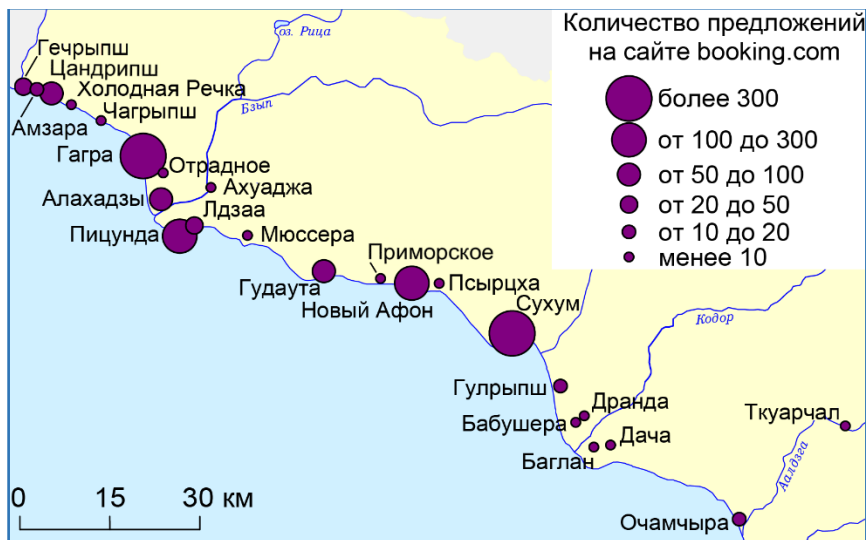 Количество предложений
на сайте booking.com
более 300
от 100 до 300
от 50 до 100
от 20 до 50
от 10 до 20
менее 10
оз. Рица
Гечрыпш
Цандрипш
Холодная Речка
Амзара
Чагрыпш
Бзып
Гагра
Отрадное
Алахадзы
Ахуаджа
Лдзаа
Пицунда
Мюссера
Приморское
Гудаута
Псырцха
Новый Афон
Сухум
Кодор
Гулрыпш
Дранда
Бабушера
Ткуарчал
Дача
Баглан
Аалдзга
0 15 30 км
Очамчыра